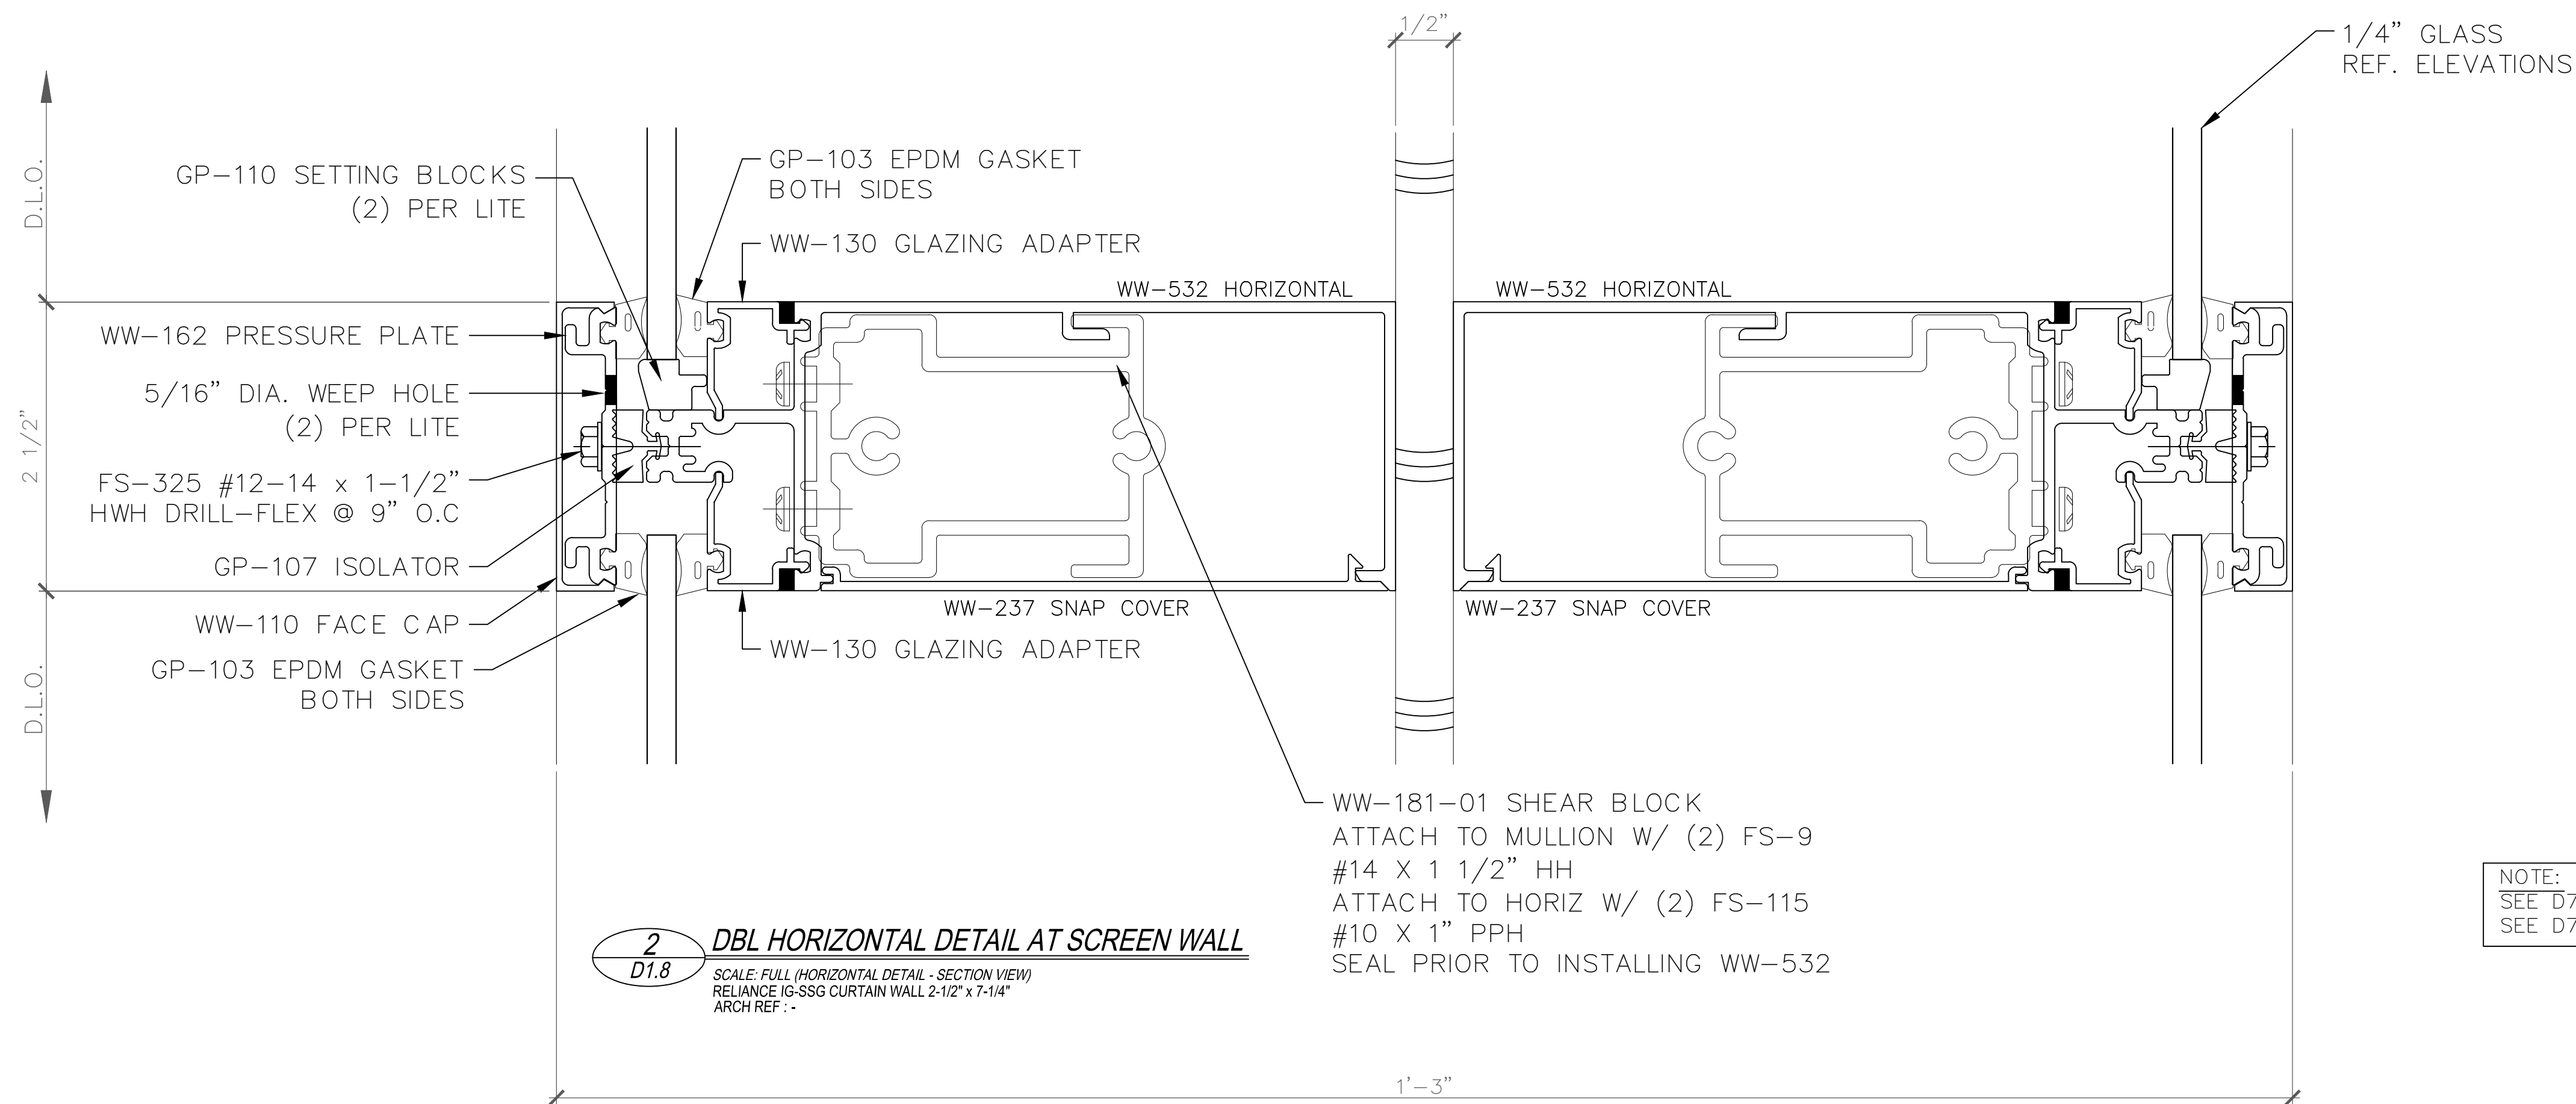 1/2"
1/4" GLASS
REF. ELEVATIONS
D.L.O.
GP-110 SETTING BLOCKS
(2) PER LITE
GP-103 EPDM GASKET
BOTH SIDES
WW-130 GLAZING ADAPTER
WW-532 HORIZONTAL
WW-532 HORIZONTAL
WW-162 PRESSURE PLATE
5/16" DIA. WEEP HOLE
(2) PER LITE
2 1/2"
FS-325 #12-14 x 1-1/2"
HWH DRILL-FLEX @ 9" O.C
GP-107 ISOLATOR
WW-110 FACE CAP
WW-237 SNAP COVER
WW-237 SNAP COVER
WW-130 GLAZING ADAPTER
GP-103 EPDM GASKET
BOTH SIDES
D.L.O.
WW-181-01 SHEAR BLOCK
ATTACH TO MULLION W/ (2) FS-9
#14 X 1 1/2" HH
ATTACH TO HORIZ W/ (2) FS-115
#10 X 1" PPH
SEAL PRIOR TO INSTALLING WW-532
NOTE:
SEE D7
SEE D7
2
D1.8
DBL HORIZONTAL DETAIL AT SCREEN WALL
SCALE: FULL (HORIZONTAL DETAIL - SECTION VIEW)
RELIANCE IG-SSG CURTAIN WALL 2-1/2" x 7-1/4"
ARCH REF : -
1'-3"